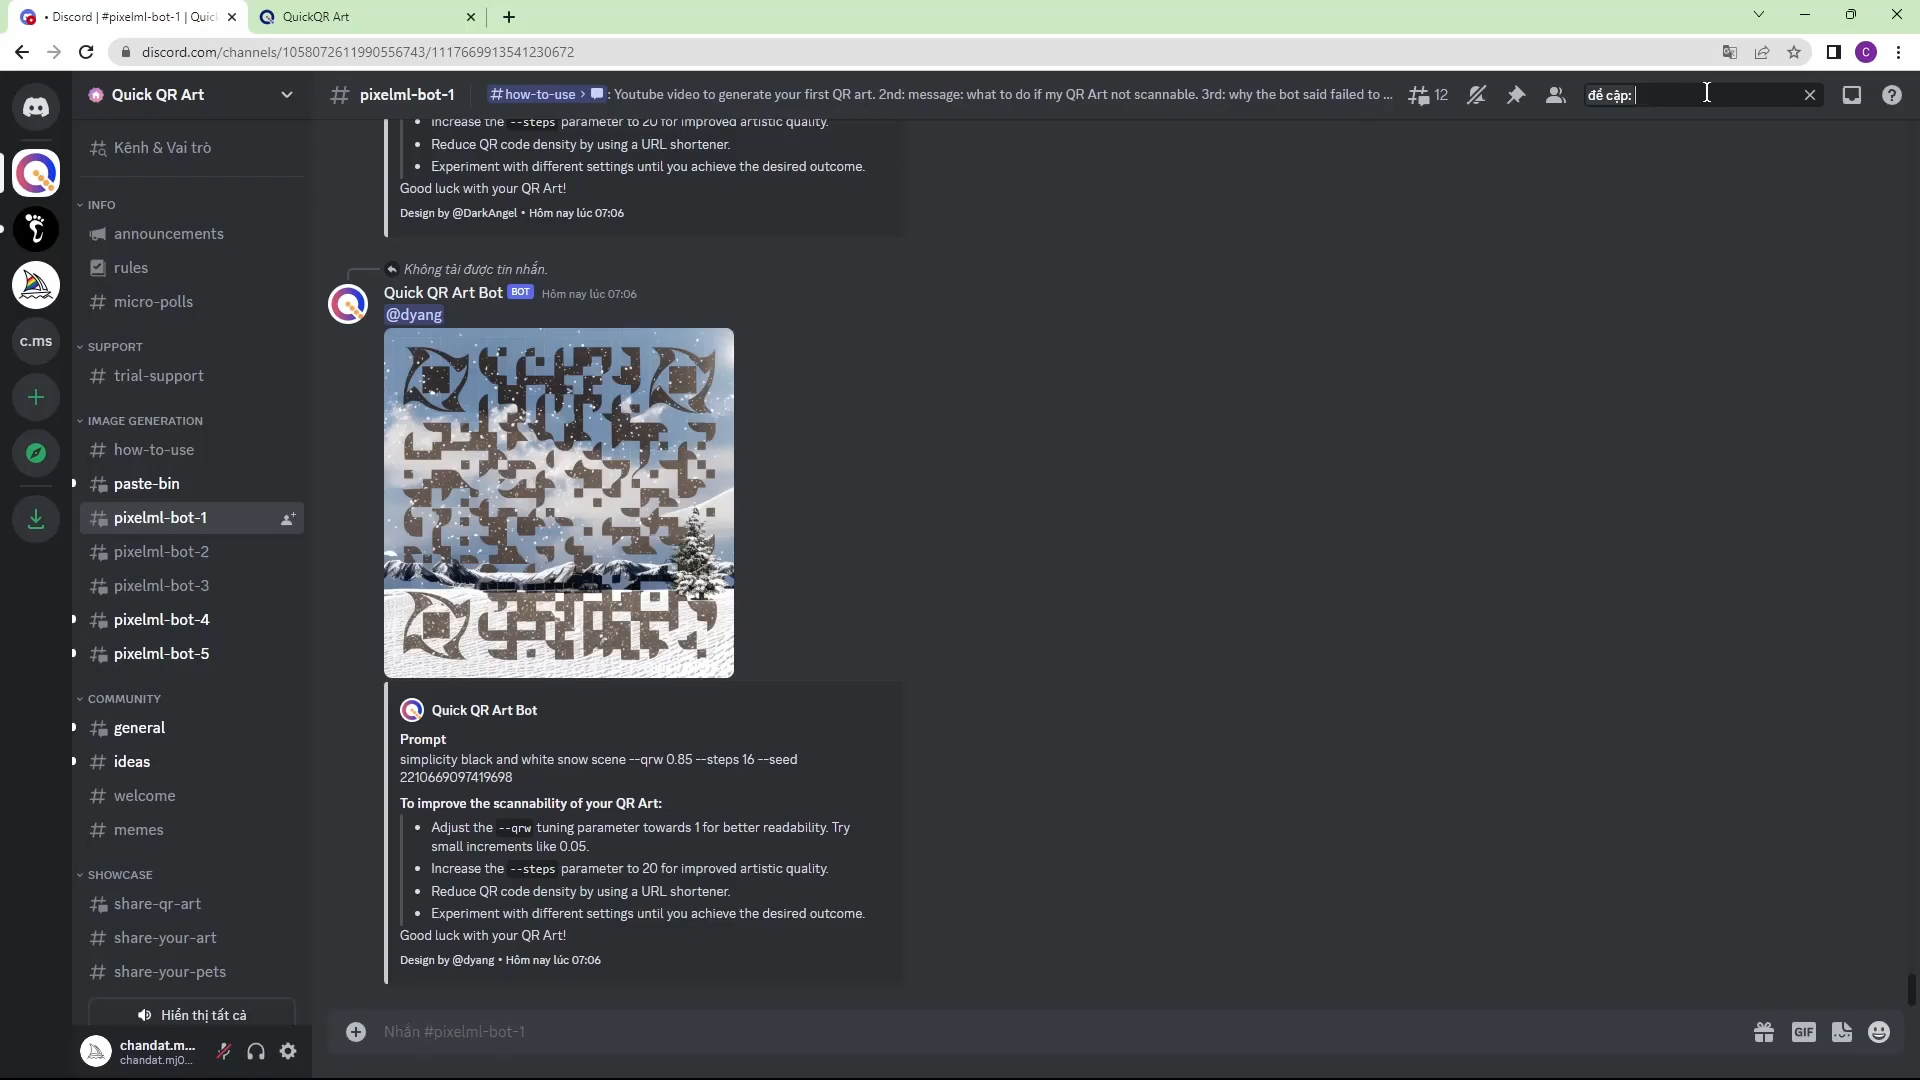 • Discord | #pixelml-bot-1 | Quick
QuickQR Art
discord.com/channels/1058072611990556743/1117669913541230672
C
Quick QR Art
pixelml-bot-1
#how-to-use > : Youtube video to generate your first QR art. 2nd: message: what to do if my QR Art not scannable. 3rd: why the bot said failed to ...
12
đề cập:
Kênh & Vai trò
INFO
announcements
rules
micro-polls
c.ms
SUPPORT
trial-support
IMAGE GENERATION
how-to-use
paste-bin
pixelml-bot-1
pixelml-bot-2
pixelml-bot-3
pixelml-bot-4
pixelml-bot-5
COMMUNITY
general
ideas
welcome
memes
SHOWCASE
share-qr-art
share-your-art
share-your-pets
Hiển thị tất cả
chandat.m...
chandat.mj0...
• Increase the --steps parameter to 20 for improved artistic quality.
• Reduce QR code density by using a URL shortener.
• Experiment with different settings until you achieve the desired outcome.
Good luck with your QR Art!
Design by @DarkAngel • Hôm nay lúc 07:06
Không tải được tin nhắn.
Quick QR Art Bot BOT Hôm nay lúc 07:06
@dyang
Quick QR Art Bot
Prompt
simplicity black and white snow scene --qrw 0.85 --steps 16 --seed
2210669097419698
To improve the scannability of your QR Art:
• Adjust the --qrw tuning parameter towards 1 for better readability. Try
small increments like 0.05.
• Increase the --steps parameter to 20 for improved artistic quality.
• Reduce QR code density by using a URL shortener.
• Experiment with different settings until you achieve the desired outcome.
Good luck with your QR Art!
Design by @dyang • Hôm nay lúc 07:06
Nhắn #pixelml-bot-1
GIF